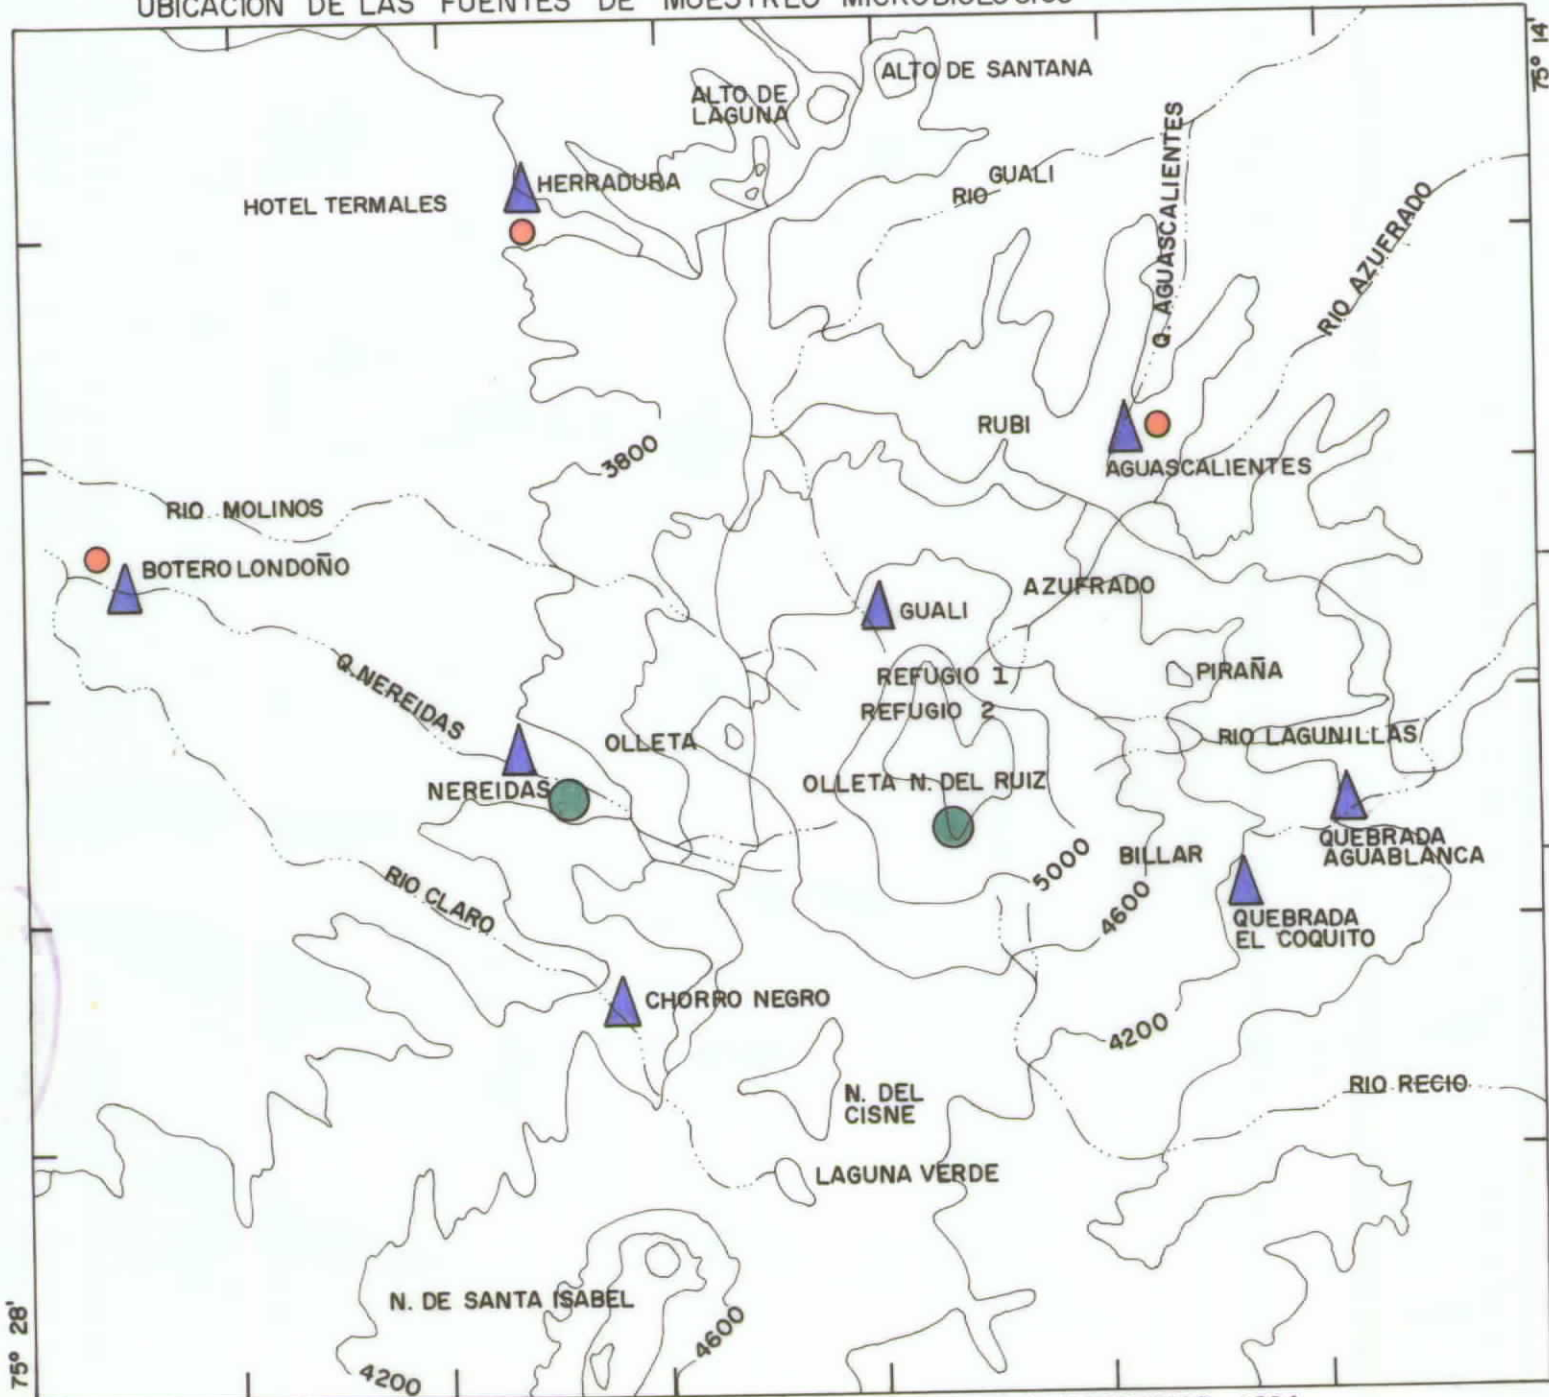 UBICACION DE LAS FUENTES DE MUESTREO MICROBIOLOGICO
75° 14'
ALTO DE SANTANA
ALTO DE
LAGUNA
HERRADURA
HOTEL TERMALES
RIO GUALI
Q. AGUASCALIENTES
RIO AZUFRADO
RUBI
AGUASCALIENTES
3800
RIO MOLINOS
BOTERO LONDOÑO
AZUFRADO
GUALI
Q. NEREIDAS
REFUGIO 1
PIRAÑA
REFUGIO 2
OLLETA
RIO LAGUNILLAS
NEREIDAS
OLLETA N. DEL RUIZ
QUEBRADA
AGUABLANCA
BILLAR
5000
4600
RIO CLARO
QUEBRADA
EL COQUITO
CHORRO NEGRO
4200
N. DEL
CISNE
RIO RECIO
LAGUNA VERDE
N. DE SANTA ISABEL
4600
75° 28'
4200